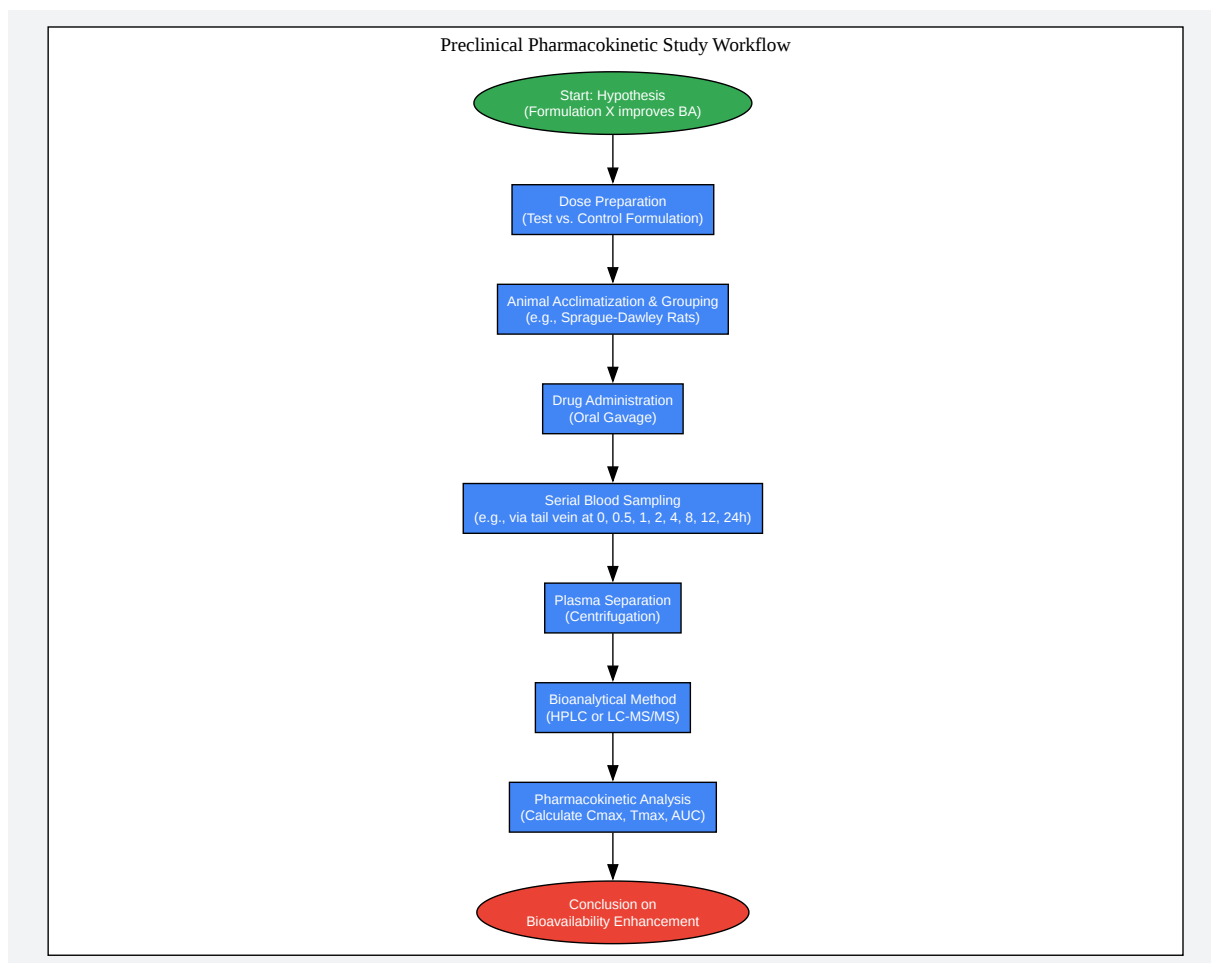 Preclinical Pharmacokinetic Study Workflow
Start: Hypothesis
(Formulation X improves BA)
Dose Preparation
(Test vs. Control Formulation)
Animal Acclimatization & Grouping
(e.g., Sprague-Dawley Rats)
Drug Administration
(Oral Gavage)
Serial Blood Sampling
(e.g., via tail vein at 0, 0.5, 1, 2, 4, 8, 12, 24h)
Plasma Separation
(Centrifugation)
Bioanalytical Method
(HPLC or LC-MS/MS)
Pharmacokinetic Analysis
(Calculate Cmax, Tmax, AUC)
Conclusion on
Bioavailability Enhancement